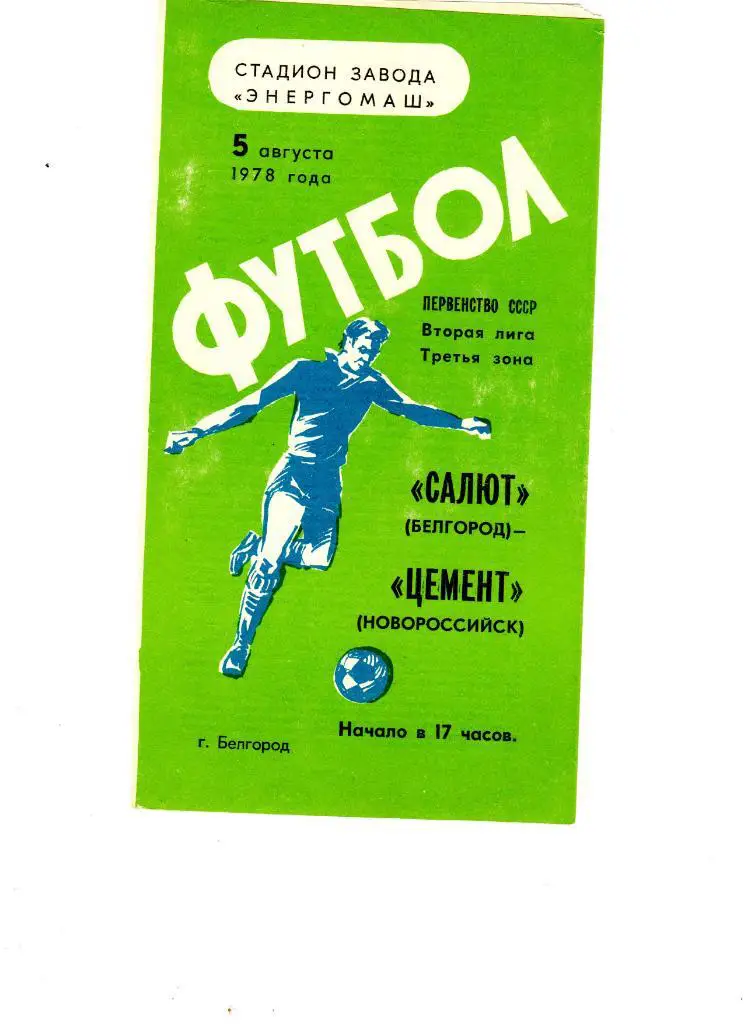 СТАДИОН ЗАВОДА
«ЭНЕРГОМАШ»
5 августа
1978 года
ФУТБОЛ
ПЕРВЕНСТВО СССР
Вторая лига
Третья зона
«САЛЮТ»
(БЕЛГОРОД)—
«ЦЕМЕНТ»
(НОВОРОССИЙСК)
Начало в 17 часов.
г. Белгород